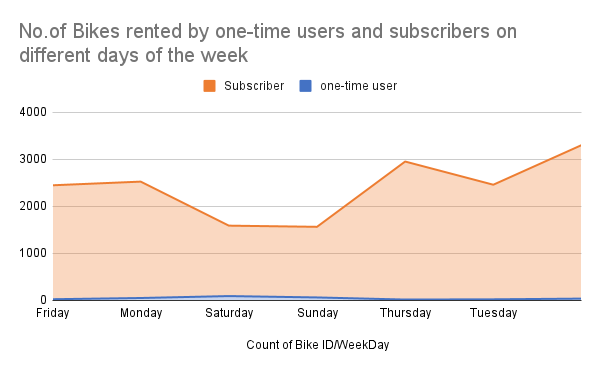 No.of Bikes rented by one-time users and subscribers on
different days of the week
Subscriber one-time user
4000
3000
2000
1000
0
Friday Monday Saturday Sunday Thursday Tuesday
Count of Bike ID/WeekDay